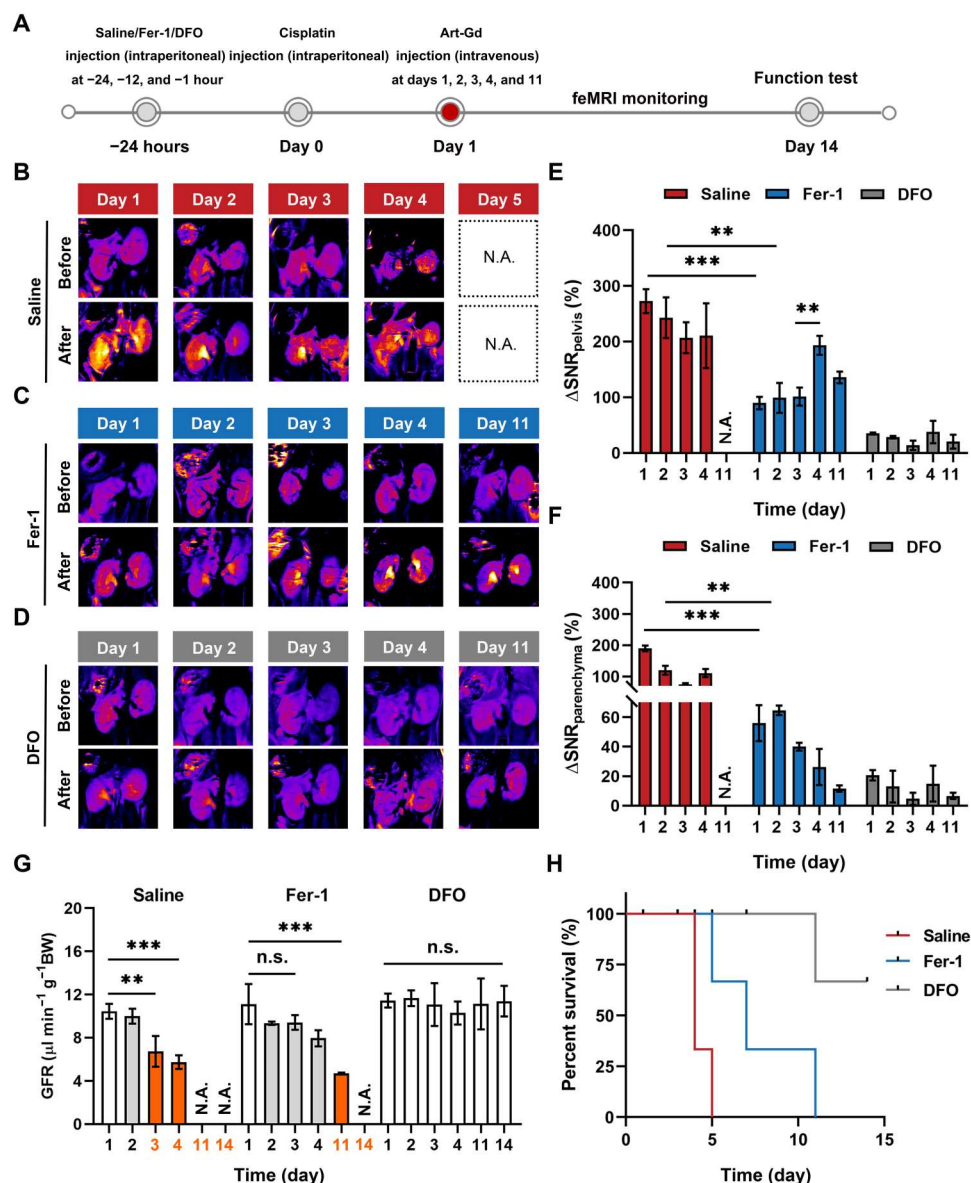 A
Saline/Fer-1/DFO
injection (intraperitoneal)
at −24, −12, and −1 hour
Cisplatin
injection (intraperitoneal)
Art-Gd
injection (intravenous)
at days 1, 2, 3, 4, and 11
feMRI monitoring
Function test
−24 hours
Day 0
Day 1
Day 14
B
Day 1 Day 2 Day 3 Day 4 Day 5
Saline
Before
N.A.
After
N.A.
C
Day 1 Day 2 Day 3 Day 4 Day 11
Fer-1
Before
After
D
Day 1 Day 2 Day 3 Day 4 Day 11
DFO
Before
After
E
Saline Fer-1 DFO
ΔSNRpelvis (%)
400
300
200
100
0
**
***
**
N.A.
1 2 3 4 11 1 2 3 4 11 1 2 3 4 11
Time (day)
F
Saline Fer-1 DFO
ΔSNRparenchyma (%)
400
300
200
100
60
40
20
0
**
***
N.A.
1 2 3 4 11 1 2 3 4 11 1 2 3 4 11
Time (day)
G
Saline Fer-1 DFO
GFR (μl min−1 g−1BW)
20
16
12
8
4
0
***
**
***
n.s.
n.s.
N.A. N.A. N.A.
1 2 3 4 11 14 1 2 3 4 11 14 1 2 3 4 11 14
Time (day)
H
Percent survival (%)
100
75
50
25
0
Saline
Fer-1
DFO
0 5 10 15
Time (day)